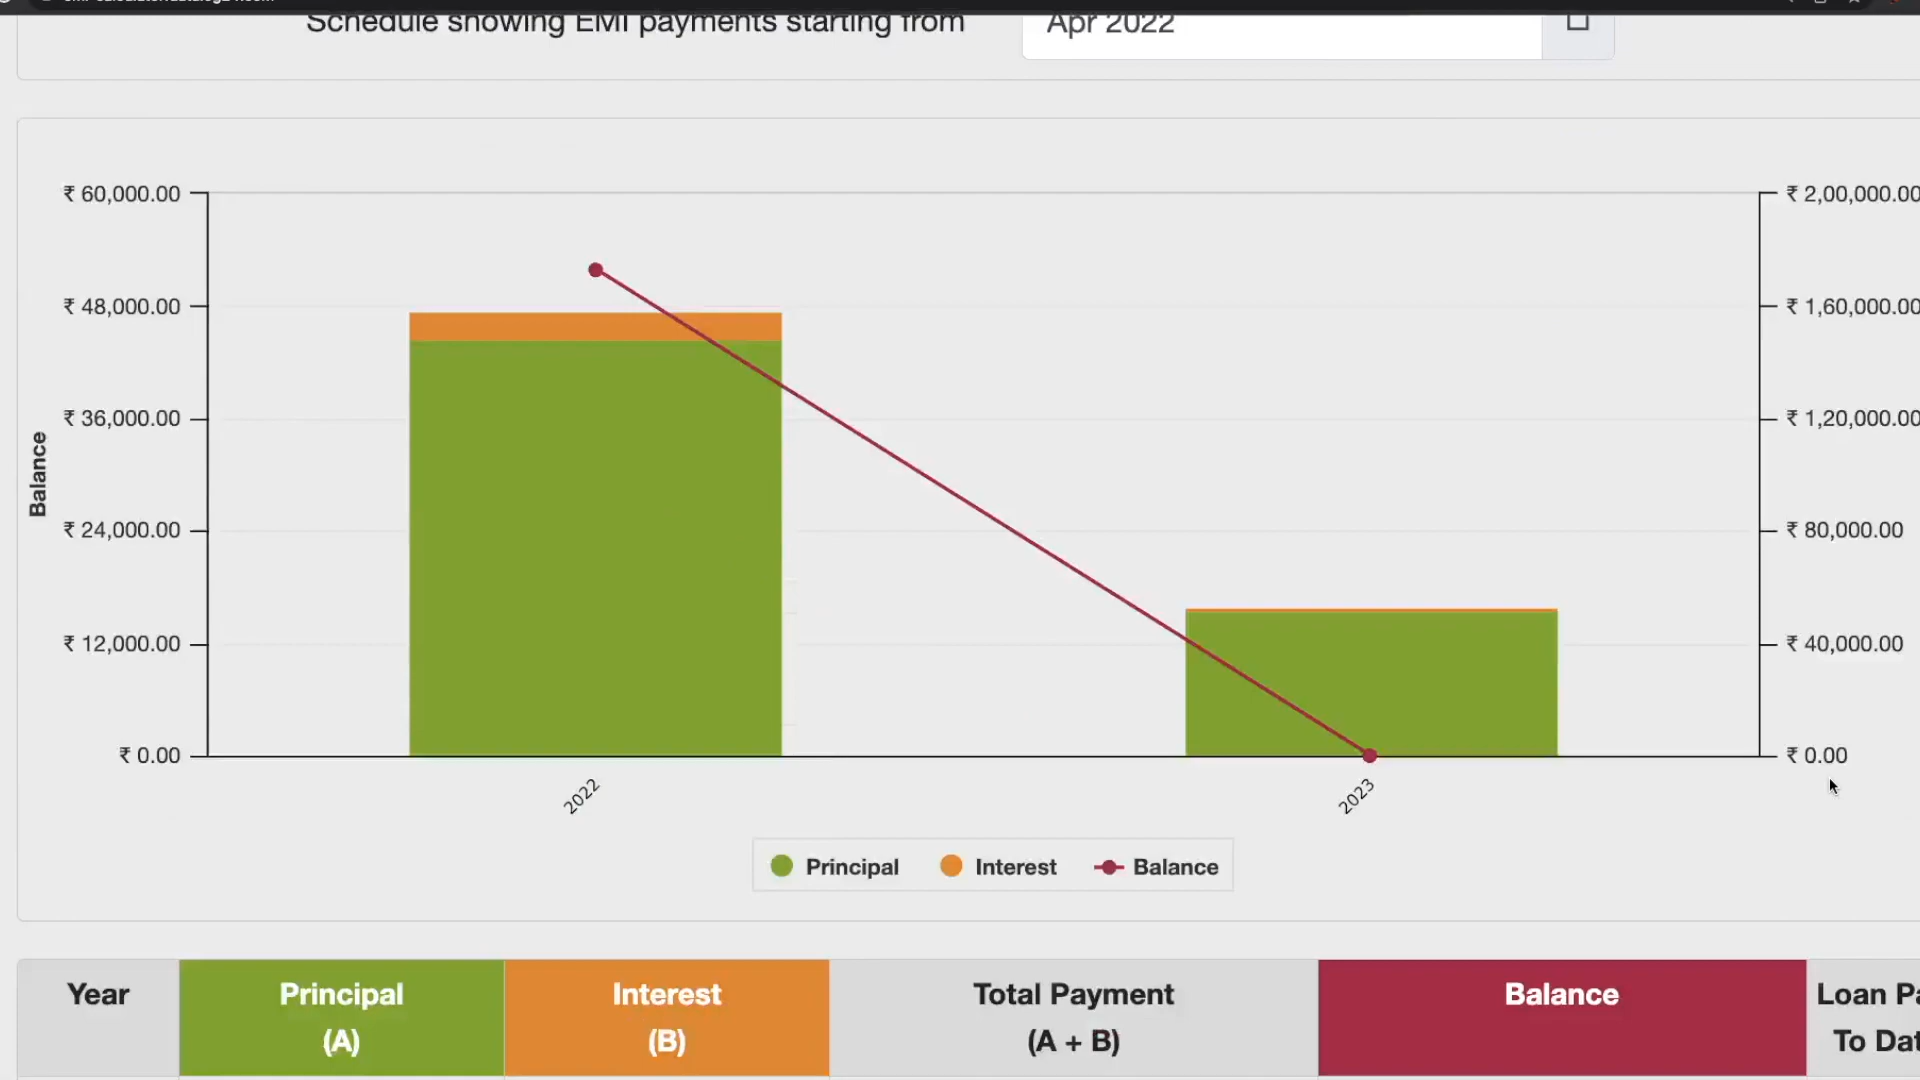 Schedule showing EMI payments starting from
Apr 2022
₹ 60,000.00
₹ 48,000.00
₹ 36,000.00
₹ 24,000.00
₹ 12,000.00
₹ 0.00
Balance
₹ 2,00,000.00
₹ 1,60,000.00
₹ 1,20,000.00
₹ 80,000.00
₹ 40,000.00
₹ 0.00
2022
2023
Principal
Interest
Balance
Year
Principal
(A)
Interest
(B)
Total Payment
(A + B)
Balance
Loan
To